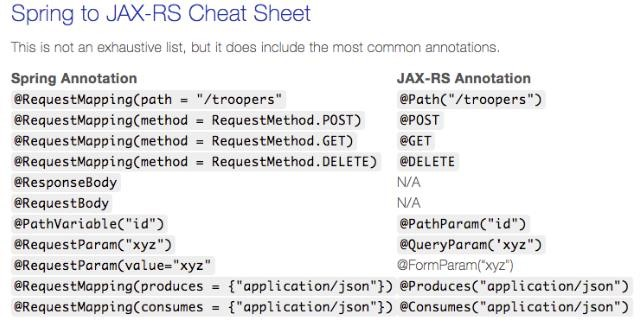 Spring to JAX-RS Cheat Sheet
This is not an exhaustive list, but it does include the most common annotations.
Spring Annotation JAX-RS Annotation
@RequestMapping(path = "/troopers" @Path("/troopers")
@RequestMapping(method = RequestMethod.POST) @POST
@RequestMapping(method = RequestMethod.GET) @GET
@RequestMapping(method = RequestMethod.DELETE) @DELETE
@ResponseBody N/A
@RequestBody N/A
@PathVariable("id") @PathParam("id")
@RequestParam("xyz") @QueryParam('xyz")
@RequestParam(value="xyz" @FormParam("xyz")
@RequestMapping(produces = {"application/json"}) @Produces("application/json")
@RequestMapping(consumes = {"application/json"}) @Consumes("application/json")